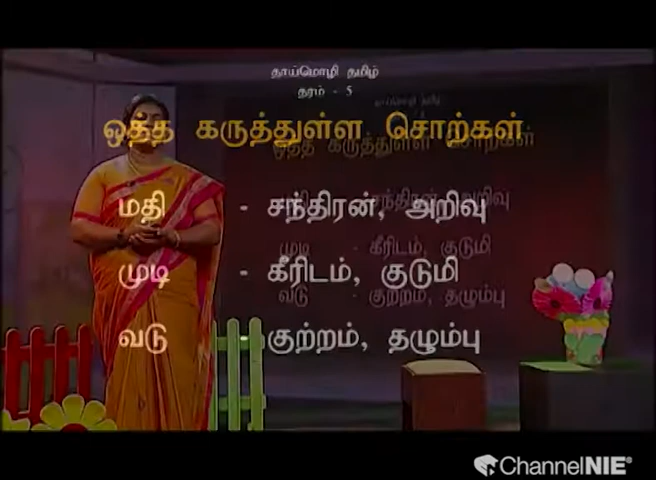 தாய்மொழி தமிழ்
தரம் - 5
ஒத்த கருத்துள்ள சொற்கள்
மதி - சந்திரன், அறிவு
முடி - கீரிடம், குடுமி
வடு - குற்றம், தழும்பு
ChannelNIE®